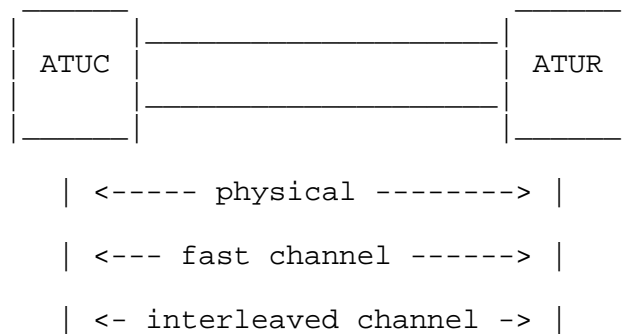 ATUC ATUR
| <----- physical --------> |
| <--- fast channel ------> |
| <- interleaved channel -> |